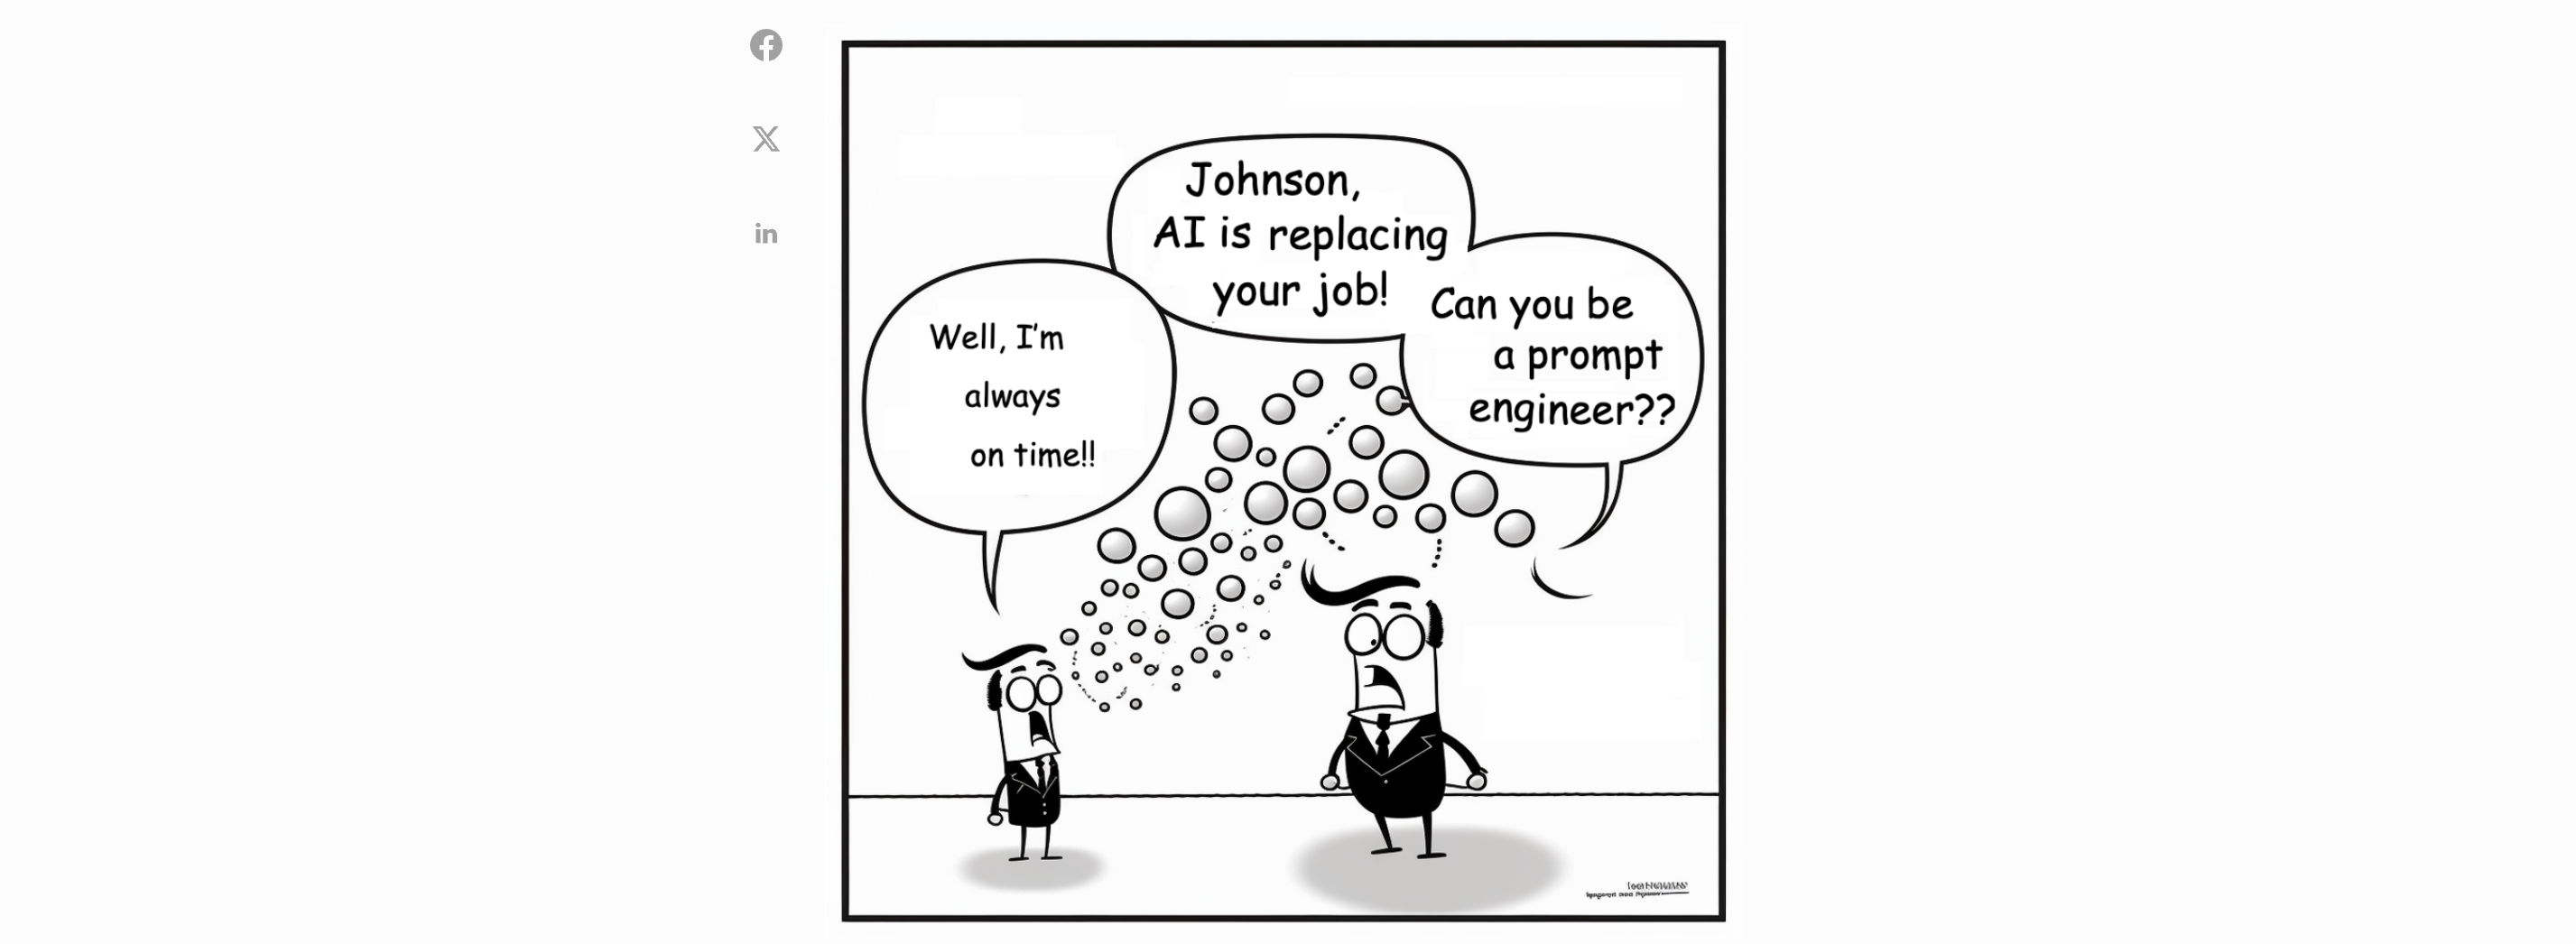 Johnson,
AI is replacing
your job!
Can you be
a prompt
engineer??
Well, I'm
always
on time!!